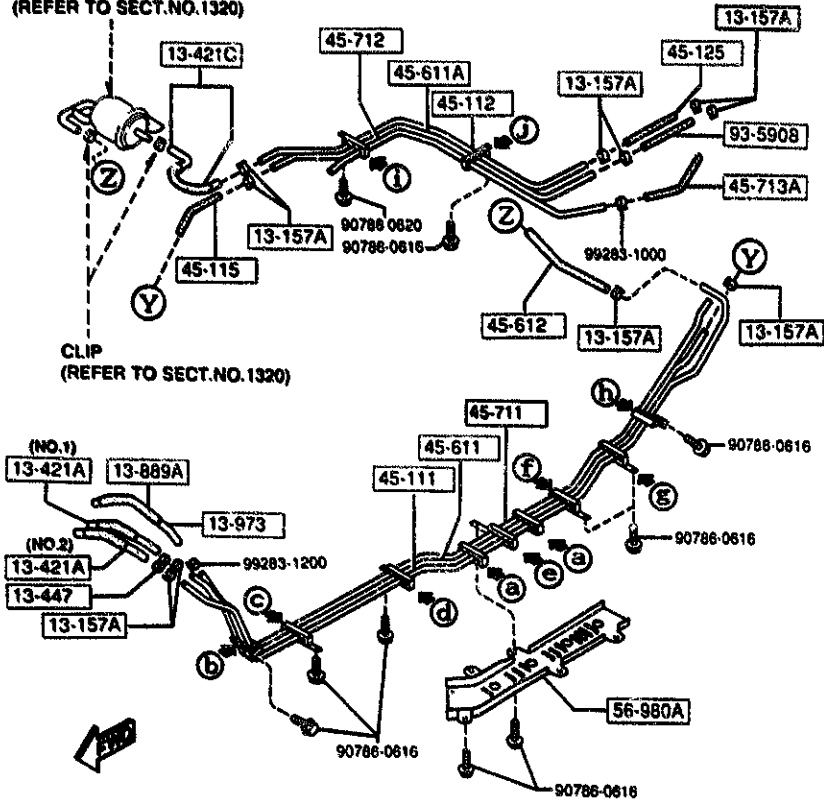 (REFER TO SECT.NO.1320)
13-157A
13-421C
45-712
45-125
45-611A
13-157A
45-112
j
93-5908
Z
i
45-713A
90786-0620
13-157A
90786-0616
Z
99283-1000
45-115
Y
Y
45-612
13-157A
13-157A
CLIP
(REFER TO SECT.NO.1320)
h
45-711
90786-0616
(NO.1)
45-611
13-421A
13-889A
f
45-111
g
13-973
(NO.2)
90786-0616
13-421A
99283-1200
a
e
a
13-447
c
d
13-157A
b
56-980A
FWD
90786-0616
90786-0616